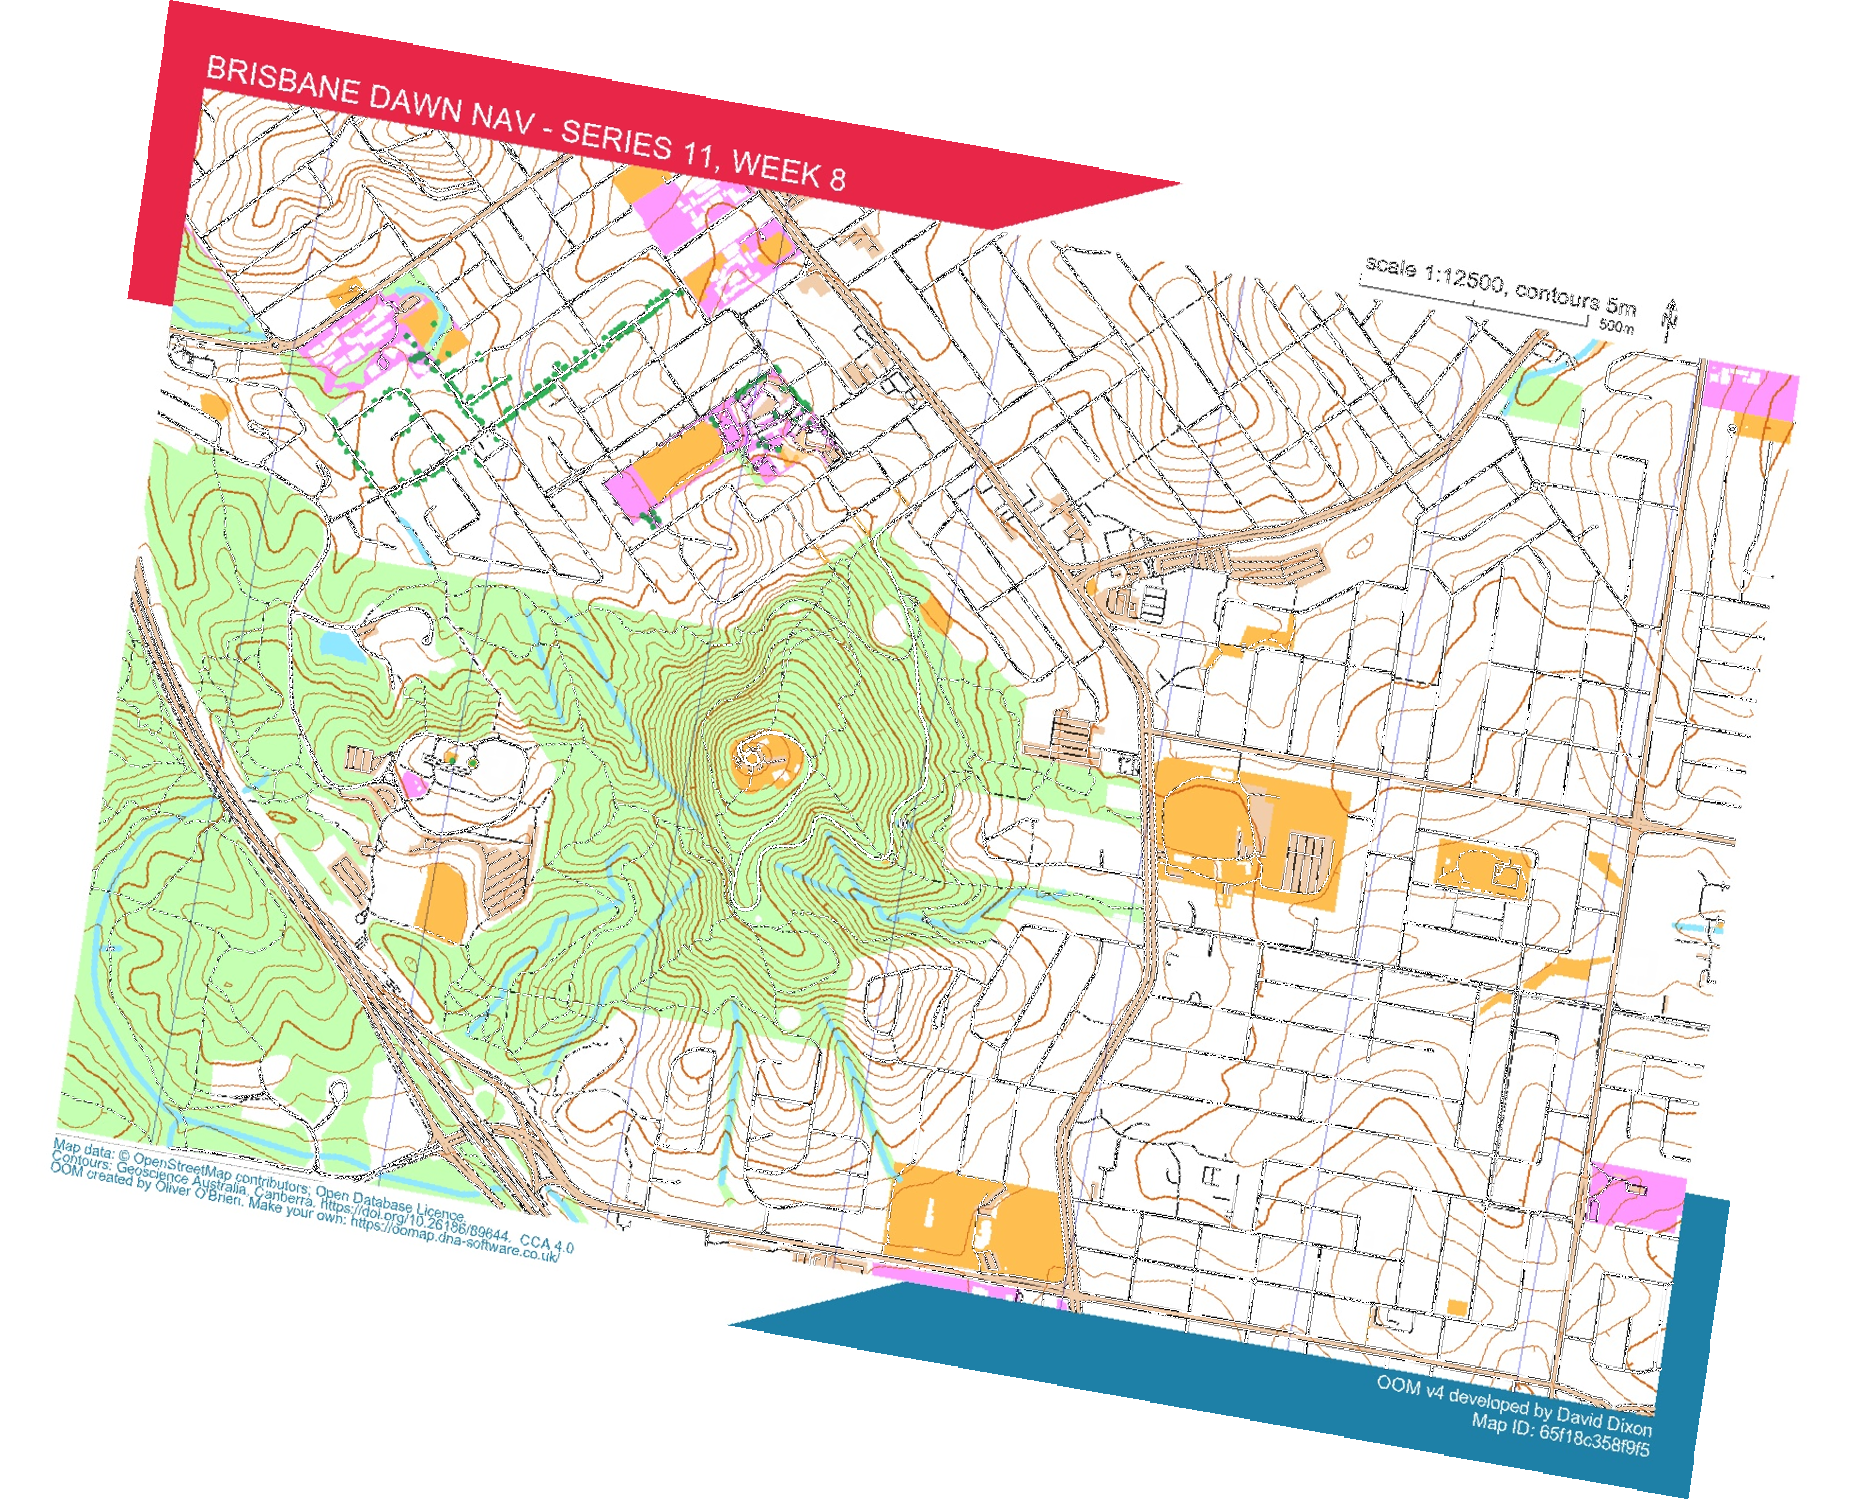 BRISBANE DAWN NAV - SERIES 11, WEEK 8
scale 1:12500, contours 5m
500m
Map data: © OpenStreetMap contributors, Open Database Licence.
Contours: Geoscience Australia, Canberra. https://doi.org/10.26186/89644. CCA 4.0
OOM created by Oliver O'Brien. Make your own: https://oomap.dna-software.co.uk/
OOM v4 developed by David Dixon
Map ID: 65f18c358f9f5